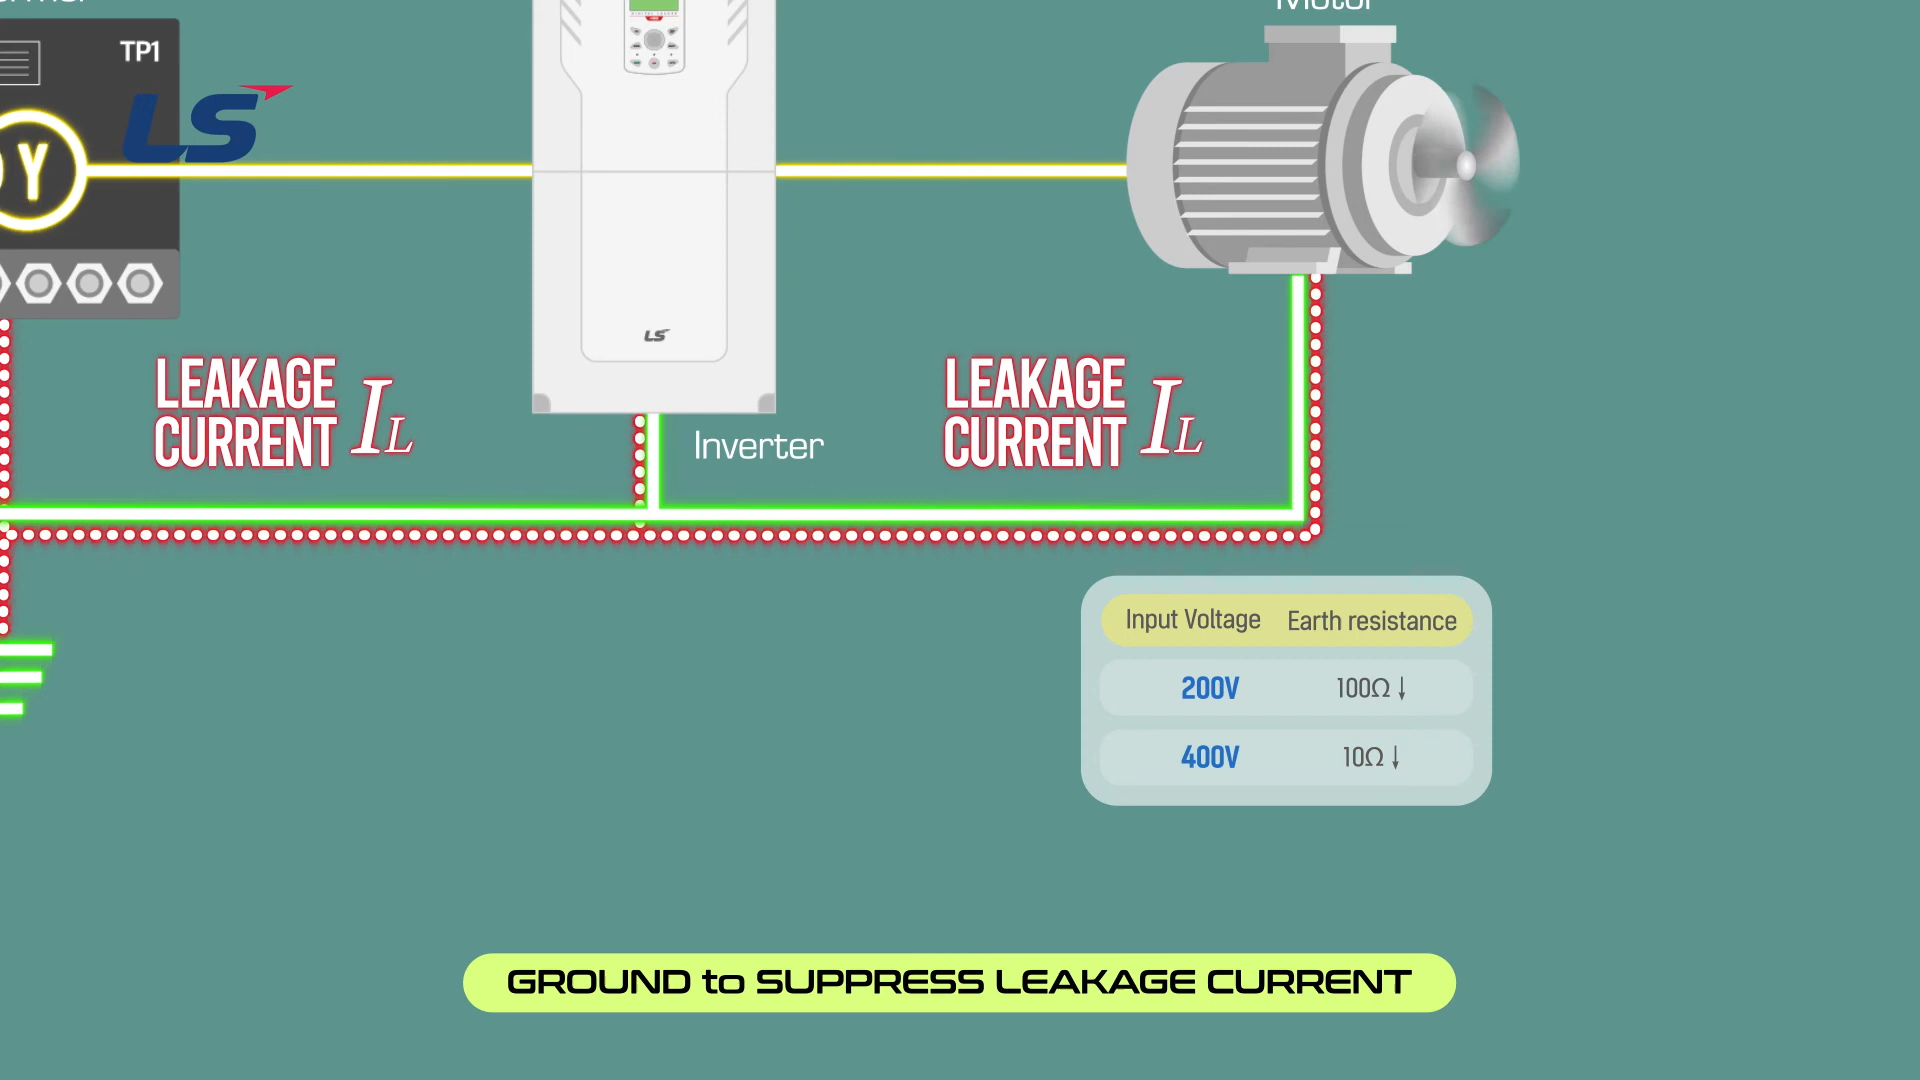 Motor
TP1
LS
Y
LS
LEAKAGE
CURRENT IL
Inverter
LEAKAGE
CURRENT IL
Input Voltage Earth resistance
200V 100Ω↓
400V 10Ω↓
GROUND to SUPPRESS LEAKAGE CURRENT